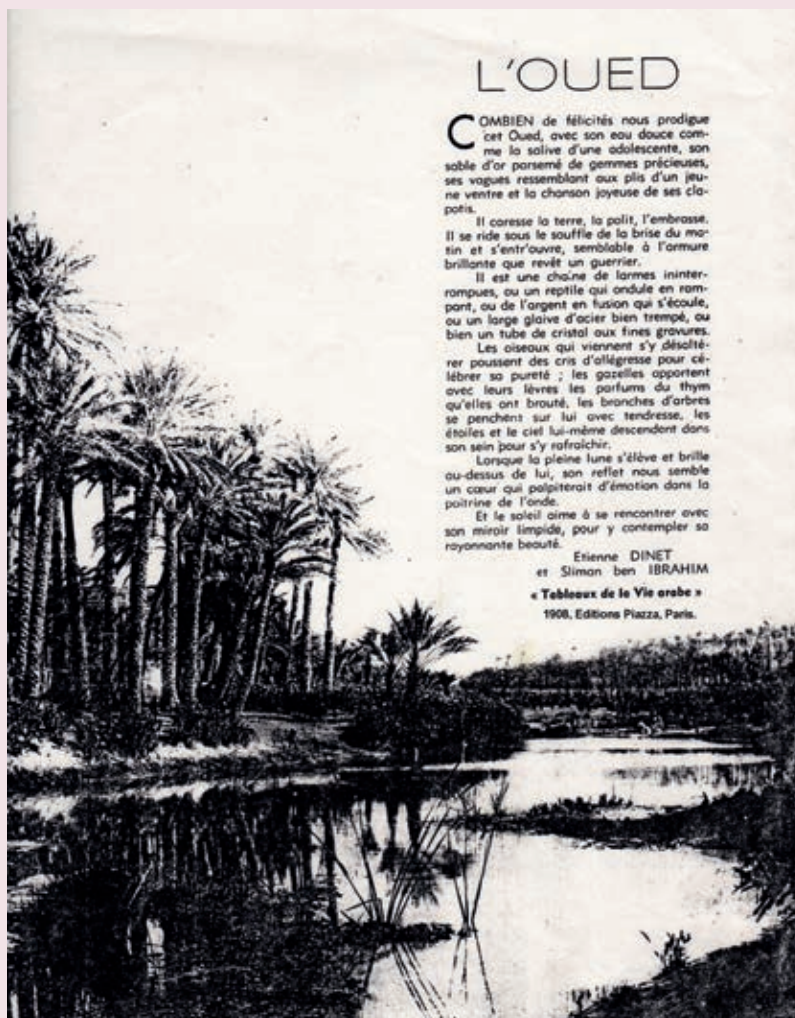 L'OUED
COMBIEN de félicités nous prodigue
cet Oued, avec son eau douce com-
me la salive d'une adolescente, son
sable d'or parsemé de gemmes précieuses,
ses vagues ressemblant aux plis d'un jeu-
ne ventre et la chanson joyeuse de ses cla-
potis.
Il caresse la terre, la polit, l'embrasse.
Il se ride sous le souffle de la brise du ma-
tin et s'entr'ouvre, semblable à l'armure
brillante que revêt un guerrier.
Il est une chaîne de larmes ininter-
rompues, ou un reptile qui ondule en ram-
pant, ou de l'argent en fusion qui s'écoule,
ou un large glaive d'acier bien trempé, ou
bien un tube de cristal aux fines gravures.
Les oiseaux qui viennent s'y désalté-
rer poussent des cris d'allégresse pour cé-
lébrer sa pureté ; les gazelles apportent
avec leurs lèvres les parfums du thym
qu'elles ont brouté, les branches d'arbres
se penchent sur lui avec tendresse, les
étoiles et le ciel lui-même descendent dans
son sein pour s'y rafraîchir.
Lorsque la pleine lune s'élève et brille
au-dessus de lui, son reflet nous semble
un cœur qui palpiterait d'émotion dans la
poitrine de l'onde.
Et le soleil aime à se rencontrer avec
son miroir limpide, pour y contempler sa
rayonnante beauté.
Etienne DINET
et Sliman ben IBRAHIM
« Tableaux de la Vie arabe »
1908, Editions Piazza, Paris.